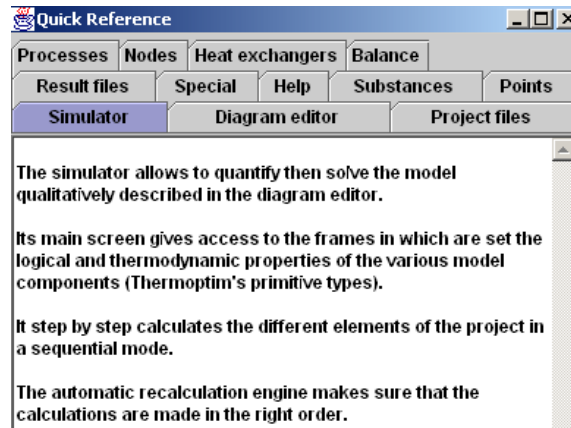 Quick Reference
Processes Nodes Heat exchangers Balance
Result files Special Help Substances Points
Simulator Diagram editor Project files
The simulator allows to quantify then solve the model
qualitatively described in the diagram editor.
Its main screen gives access to the frames in which are set the
logical and thermodynamic properties of the various model
components (Thermoptim's primitive types).
It step by step calculates the different elements of the project in
a sequential mode.
The automatic recalculation engine makes sure that the
calculations are made in the right order.